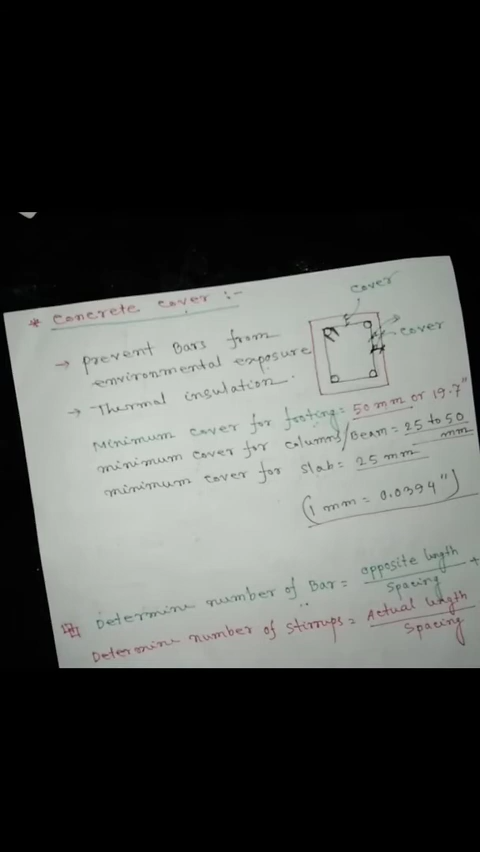 * Concrete cover :-
cover
→ prevent Bars from
environmental exposure
cover
→ Thermal insulation.
Minimum cover for footing = 50 mm or 19.7"
minimum cover for columns/Beam = 25 to 50 mm
minimum cover for slab = 25 mm
(1 mm = 0.0394")
Determine number of Bar = opposite length / spacing +
Determine number of stirrups = Actual length / spacing